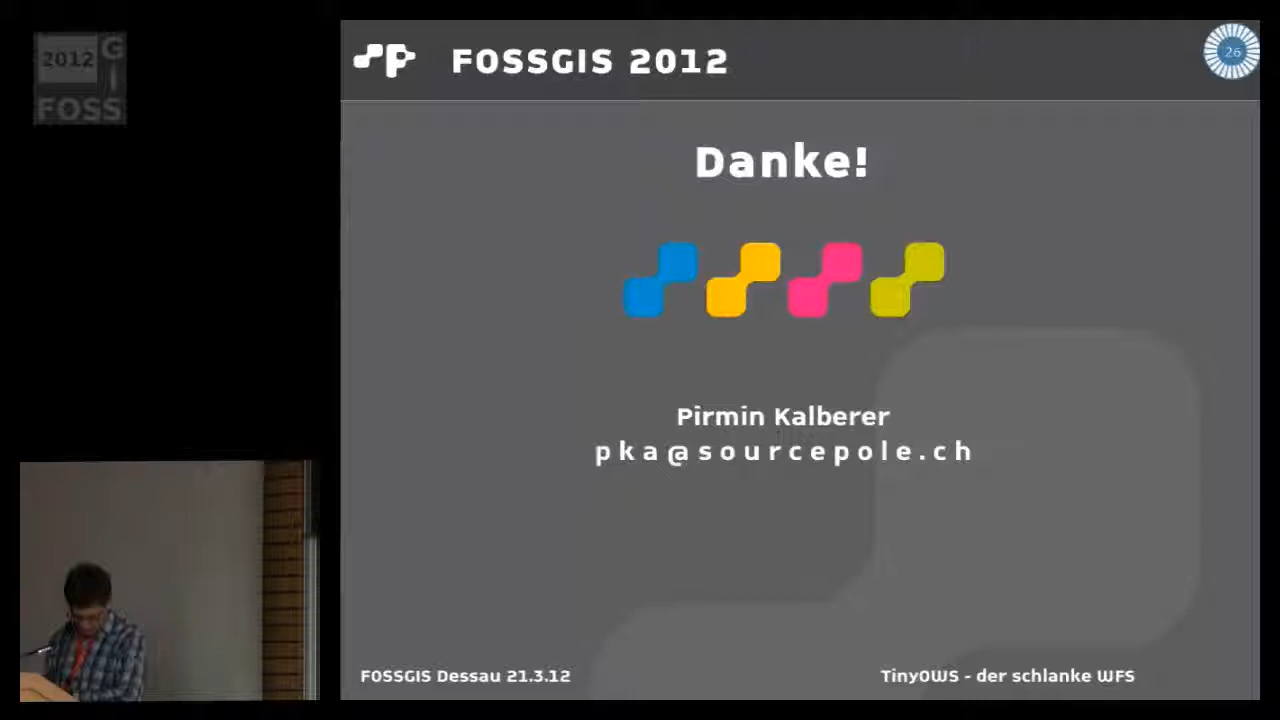 2012
G
I
FOSS
FOSSGIS 2012
26
Danke!
Pirmin Kalberer
pka@sourcepole.ch
FOSSGIS Dessau 21.3.12
TinyOWS - der schlanke WFS